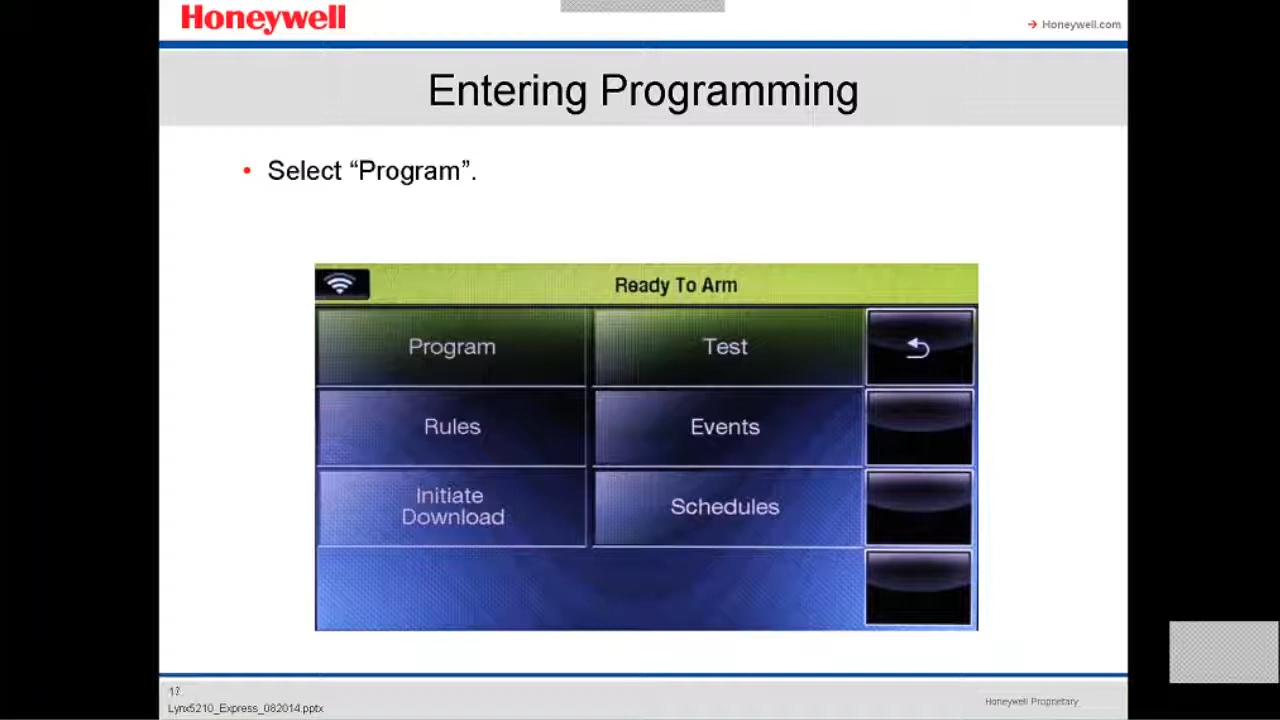 Honeywell
Honeywell.com
Entering Programming
• Select “Program”.
Ready To Arm
Program
Test
Rules
Events
Initiate
Download
Schedules
Lynx5210_Express_082014.pptx
Honeywell Proprietary